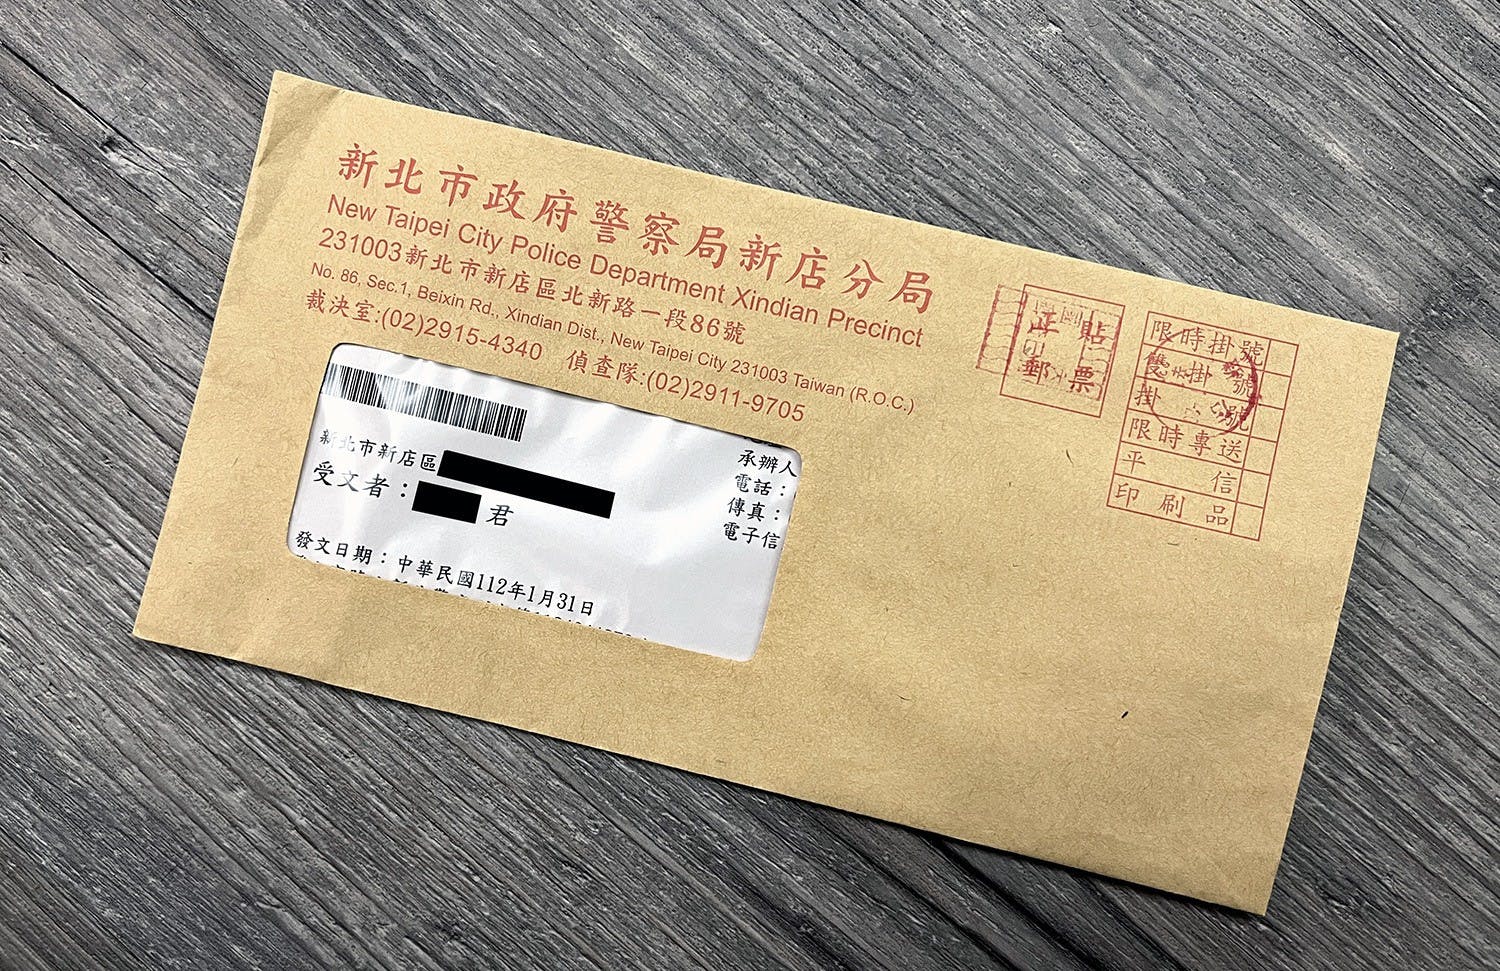 新北市政府警察局新店分局
New Taipei City Police Department Xindian Precinct
231003新北市新店區北新路一段86號
No. 86, Sec.1, Beixin Rd., Xindian Dist., New Taipei City 231003 Taiwan (R.O.C.)
裁決室:(02)2915-4340 偵查隊:(02)2911-9705
新北市新店區
受文者：
君
發文日期：中華民國112年1月31日
承辦人
電話：
傳真：
電子信
貼
票
郵
限時掛號
雙掛號
掛號
限時專送
平信
印刷品